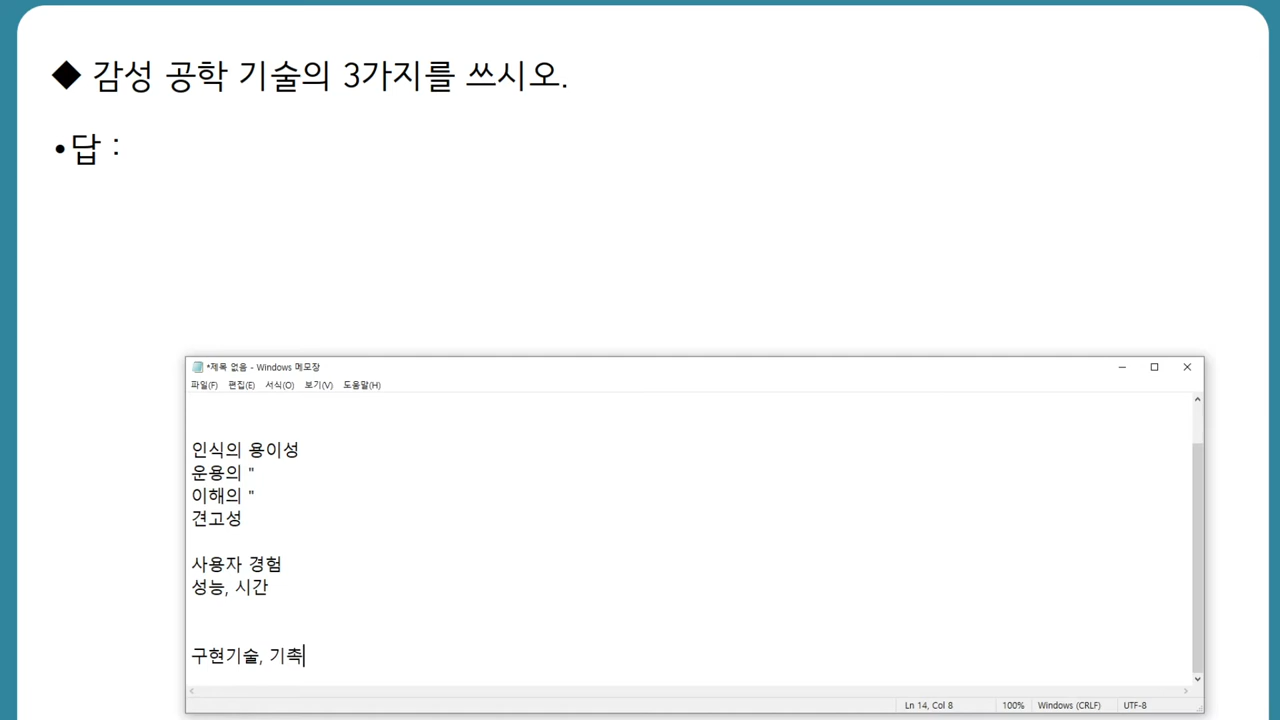 ◆ 감성 공학 기술의 3가지를 쓰시오.
•답 :
*제목 없음 - Windows 메모장
파일(F) 편집(E) 서식(O) 보기(V) 도움말(H)
인식의 용이성
운용의 "
이해의 "
견고성
사용자 경험
성능, 시간
구현기술, 기촉
Ln 14, Col 8 100% Windows (CRLF) UTF-8